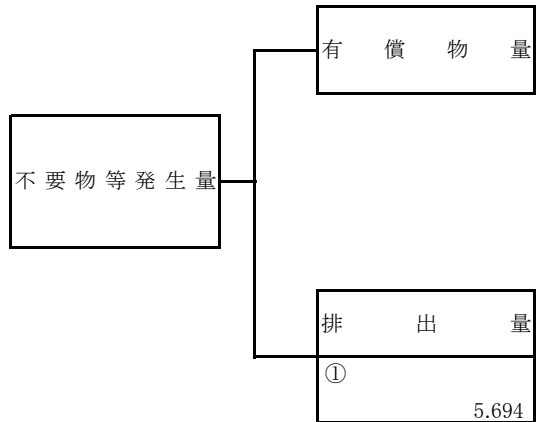 有償物量
不要物等発生量
排出量
①
5.694